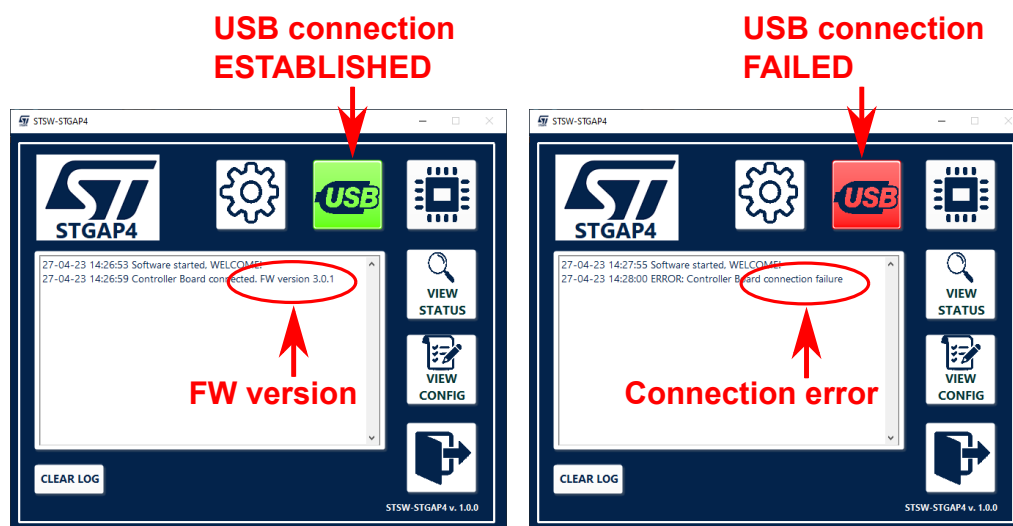 USB connection
ESTABLISHED
STSW-STGAP4
ST
STGAP4
USB
27-04-23 14:26:53 Software started, WELCOME!
27-04-23 14:26:59 Controller Board connected. FW version 3.0.1
VIEW
STATUS
VIEW
CONFIG
FW version
CLEAR LOG
STSW-STGAP4 v. 1.0.0
USB connection
FAILED
STSW-STGAP4
ST
STGAP4
USB
27-04-23 14:27:55 Software started, WELCOME!
27-04-23 14:28:00 ERROR: Controller Board connection failure
VIEW
STATUS
VIEW
CONFIG
Connection error
CLEAR LOG
STSW-STGAP4 v. 1.0.0